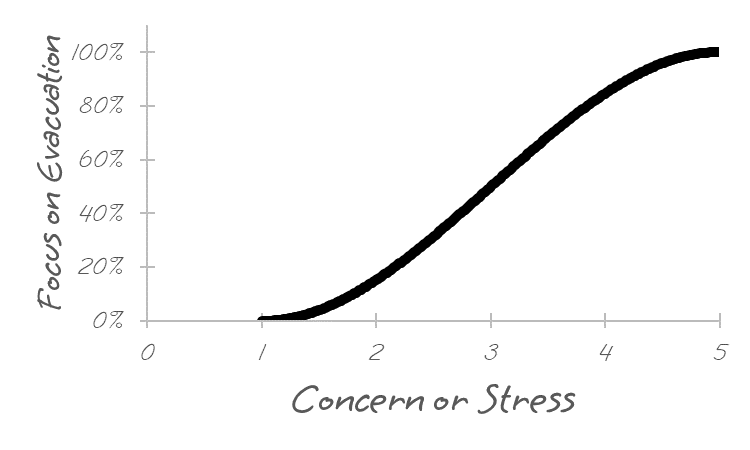 Focus on Evacuation
100%
80%
60%
40%
20%
0%
0 1 2 3 4 5
Concern or Stress